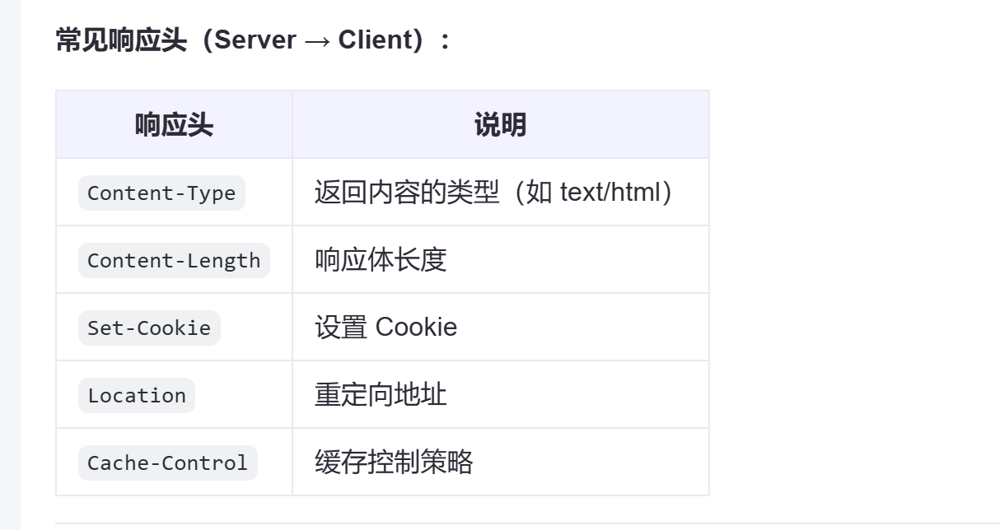 常见响应头（Server → Client）:
响应头 说明
Content-Type 返回内容的类型（如 text/html）
Content-Length 响应体长度
Set-Cookie 设置 Cookie
Location 重定向地址
Cache-Control 缓存控制策略